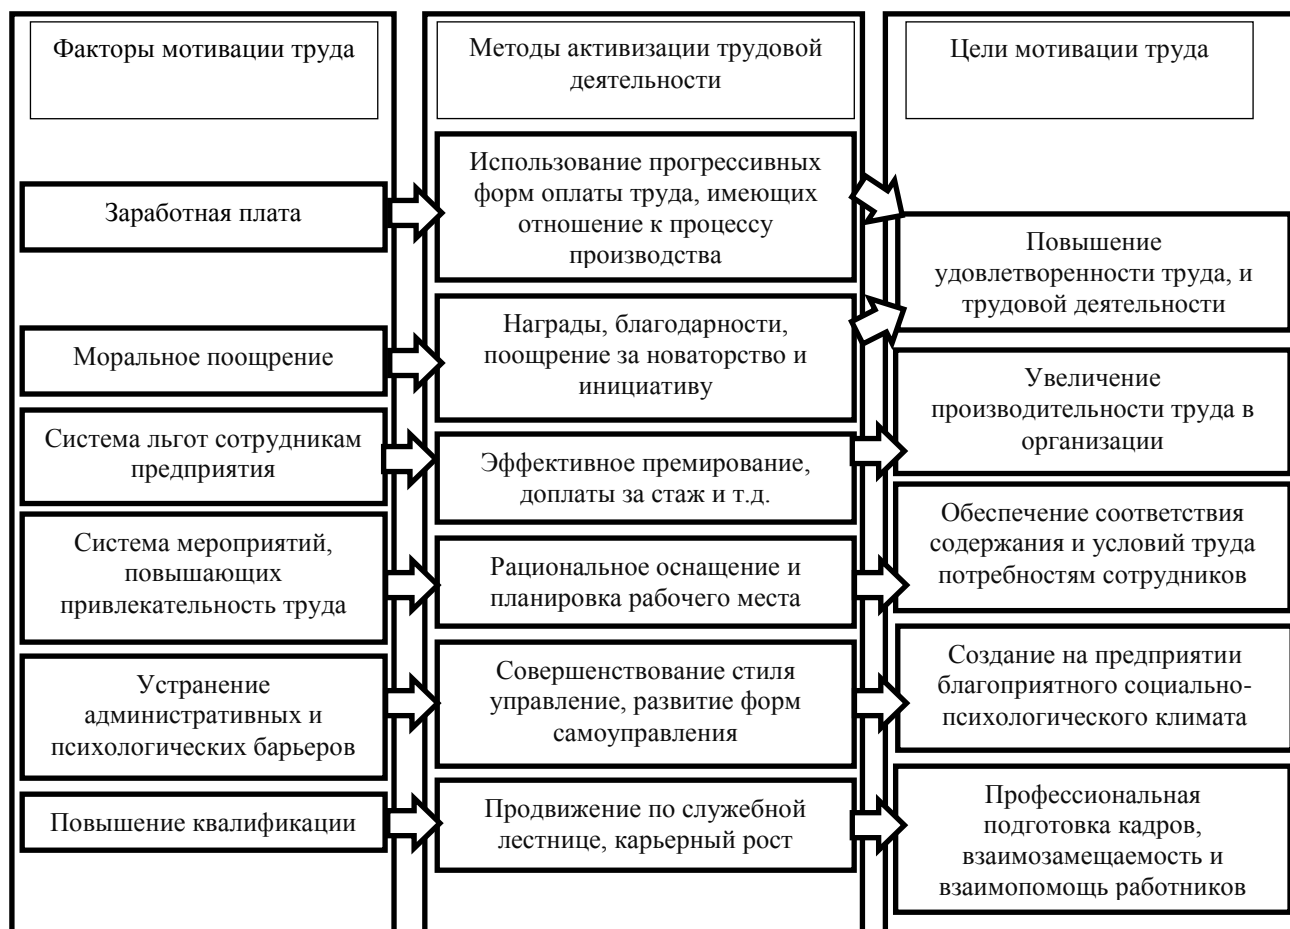 Факторы мотивации труда
Методы активизации трудовой
деятельности
Цели мотивации труда
Заработная плата
Использование прогрессивных
форм оплаты труда, имеющих
отношение к процессу
производства
Повышение
удовлетворенности труда, и
трудовой деятельности
Моральное поощрение
Награды, благодарности,
поощрение за новаторство и
инициативу
Увеличение
производительности труда в
организации
Система льгот сотрудникам
предприятия
Эффективное премирование,
доплаты за стаж и т.д.
Обеспечение соответствия
содержания и условий труда
потребностям сотрудников
Система мероприятий,
повышающих
привлекательность труда
Рациональное оснащение и
планировка рабочего места
Создание на предприятии
благоприятного социально-
психологического климата
Устранение
административных и
психологических барьеров
Совершенствование стиля
управление, развитие форм
самоуправления
Повышение квалификации
Продвижение по служебной
лестнице, карьерный рост
Профессиональная
подготовка кадров,
взаимозамещаемость и
взаимопомощь работников